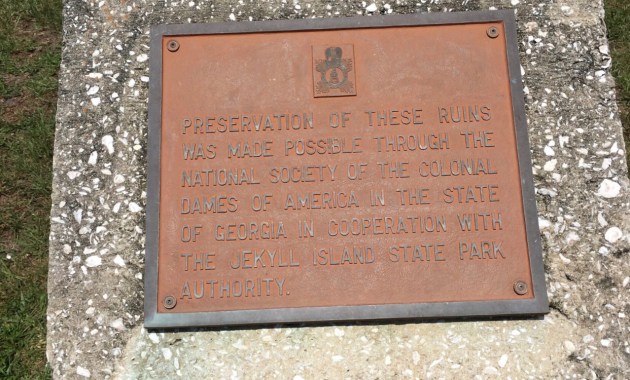 PRESERVATION OF THESE RUINS
WAS MADE POSSIBLE THROUGH THE
NATIONAL SOCIETY OF THE COLONIAL
DAMES OF AMERICA IN THE STATE
OF GEORGIA IN COOPERATION WITH
THE JEKYLL ISLAND STATE PARK
AUTHORITY.